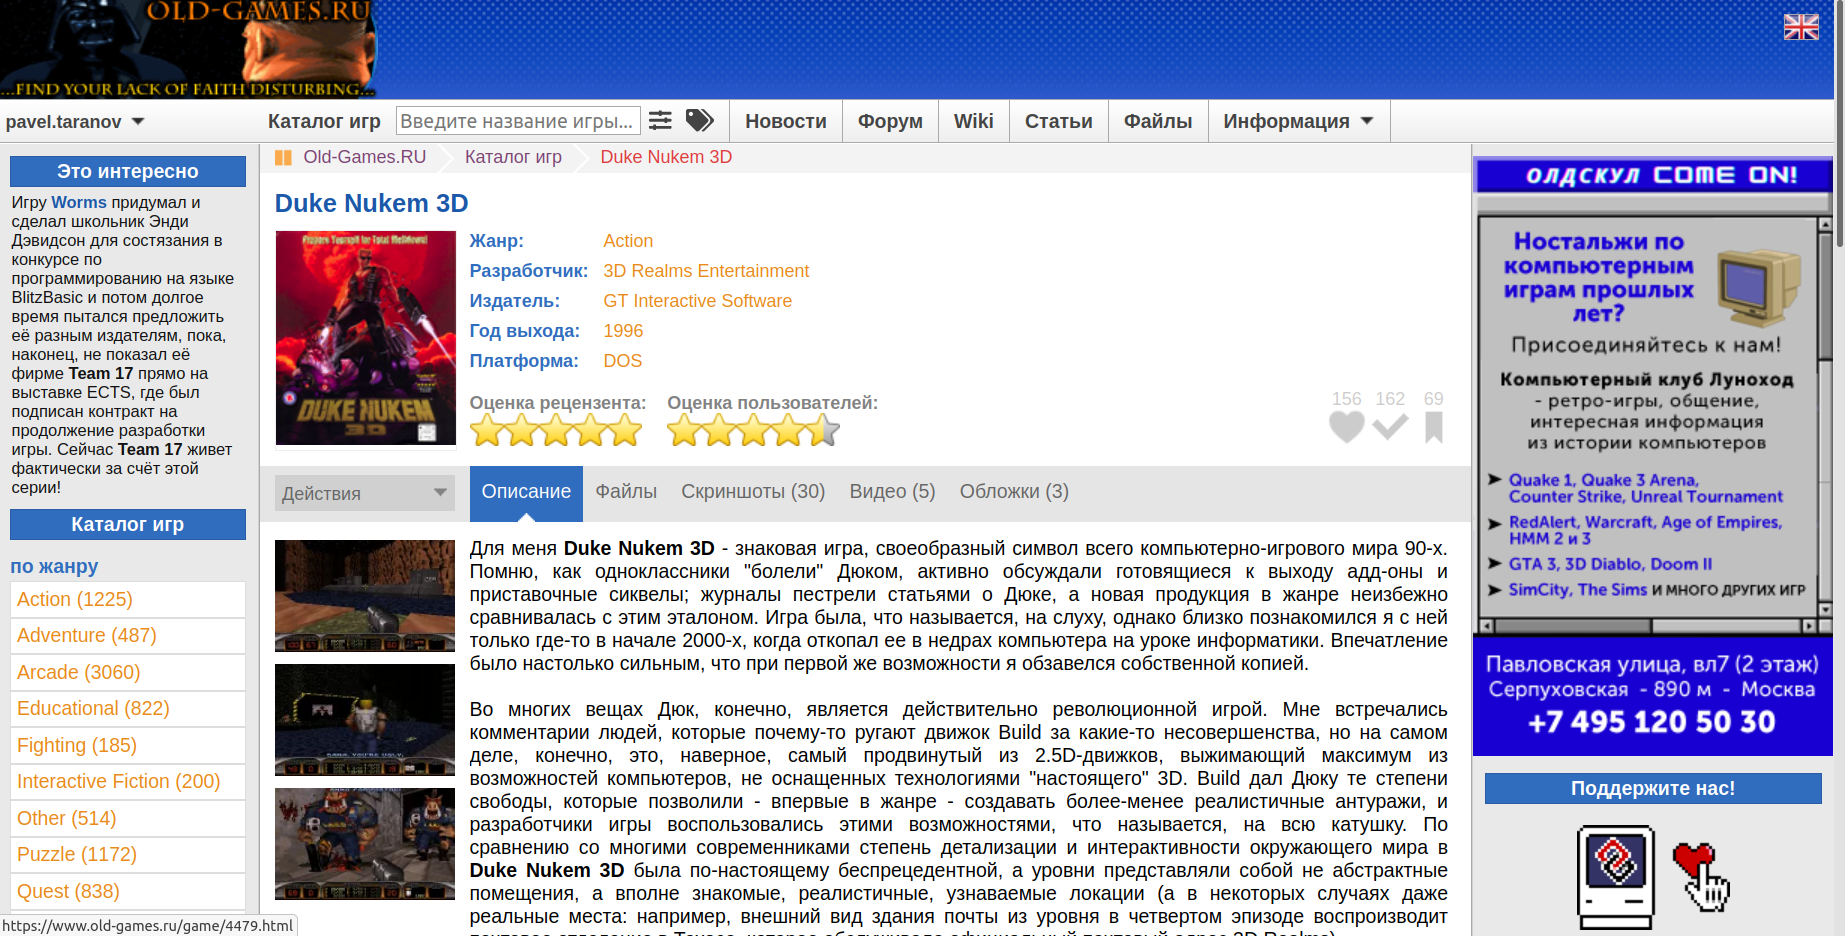 OLD-GAMES.RU
...FIND YOUR LACK OF FAITH DISTURBING...
pavel.taranov
Каталог игр
Введите название игры...
Новости
Форум
Wiki
Статьи
Файлы
Информация
Это интересно
Игру Worms придумал и
сделал школьник Энди
Дэвидсон для состязания в
конкурсе по
программированию на языке
BlitzBasic и потом долгое
время пытался предложить
её разным издателям, пока,
наконец, не показал её
фирме Team 17 прямо на
выставке ECTS, где был
подписан контракт на
продолжение разработки
игры. Сейчас Team 17 живет
фактически за счёт этой
серии!
Каталог игр
по жанру
Action (1225)
Adventure (487)
Arcade (3060)
Educational (822)
Fighting (185)
Interactive Fiction (200)
Other (514)
Puzzle (1172)
Quest (838)
https://www.old-games.ru/game/4479.html
Old-Games.RU
Каталог игр
Duke Nukem 3D
Duke Nukem 3D
Prepare Yourself for Total Meltdown!
DUKE NUKEM
3D
Жанр: Action
Разработчик: 3D Realms Entertainment
Издатель: GT Interactive Software
Год выхода: 1996
Платформа: DOS
Оценка рецензента: Оценка пользователей:
156 162 69
Действия
Описание
Файлы
Скриншоты (30)
Видео (5)
Обложки (3)
Для меня Duke Nukem 3D - знаковая игра, своеобразный символ всего компьютерно-игрового мира 90-х.
Помню, как одноклассники "болели" Дюком, активно обсуждали готовящиеся к выходу адд-оны и
приставочные сиквелы; журналы пестрели статьями о Дюке, а новая продукция в жанре неизбежно
сравнивалась с этим эталоном. Игра была, что называется, на слуху, однако близко познакомился я с ней
только где-то в начале 2000-х, когда откопал ее в недрах компьютера на уроке информатики. Впечатление
было настолько сильным, что при первой же возможности я обзавелся собственной копией.
Во многих вещах Дюк, конечно, является действительно революционной игрой. Мне встречались
комментарии людей, которые почему-то ругают движок Build за какие-то несовершенства, но на самом
деле, конечно, это, наверное, самый продвинутый из 2.5D-движков, выжимающий максимум из
возможностей компьютеров, не оснащенных технологиями "настоящего" 3D. Build дал Дюку те степени
свободы, которые позволили - впервые в жанре - создавать более-менее реалистичные антуражи, и
разработчики игры воспользовались этими возможностями, что называется, на всю катушку. По
сравнению со многими современниками степень детализации и интерактивности окружающего мира в
Duke Nukem 3D была по-настоящему беспрецедентной, а уровни представляли собой не абстрактные
помещения, а вполне знакомые, реалистичные, узнаваемые локации (а в некоторых случаях даже
реальные места: например, внешний вид здания почты из уровня в четвертом эпизоде воспроизводит
ОЛДСКУЛ COME ON!
Ностальжи по
компьютерным
играм прошлых
лет?
Присоединяйтесь к нам!
Компьютерный клуб Луноход
- ретро-игры, общение,
интересная информация
из истории компьютеров
Quake 1, Quake 3 Arena,
Counter Strike, Unreal Tournament
RedAlert, Warcraft, Age of Empires,
HMM 2 и 3
GTA 3, 3D Diablo, Doom II
SimCity, The Sims И МНОГО ДРУГИХ ИГР
Павловская улица, вл7 (2 этаж)
Серпуховская - 890 м - Москва
+7 495 120 50 30
Поддержите нас!